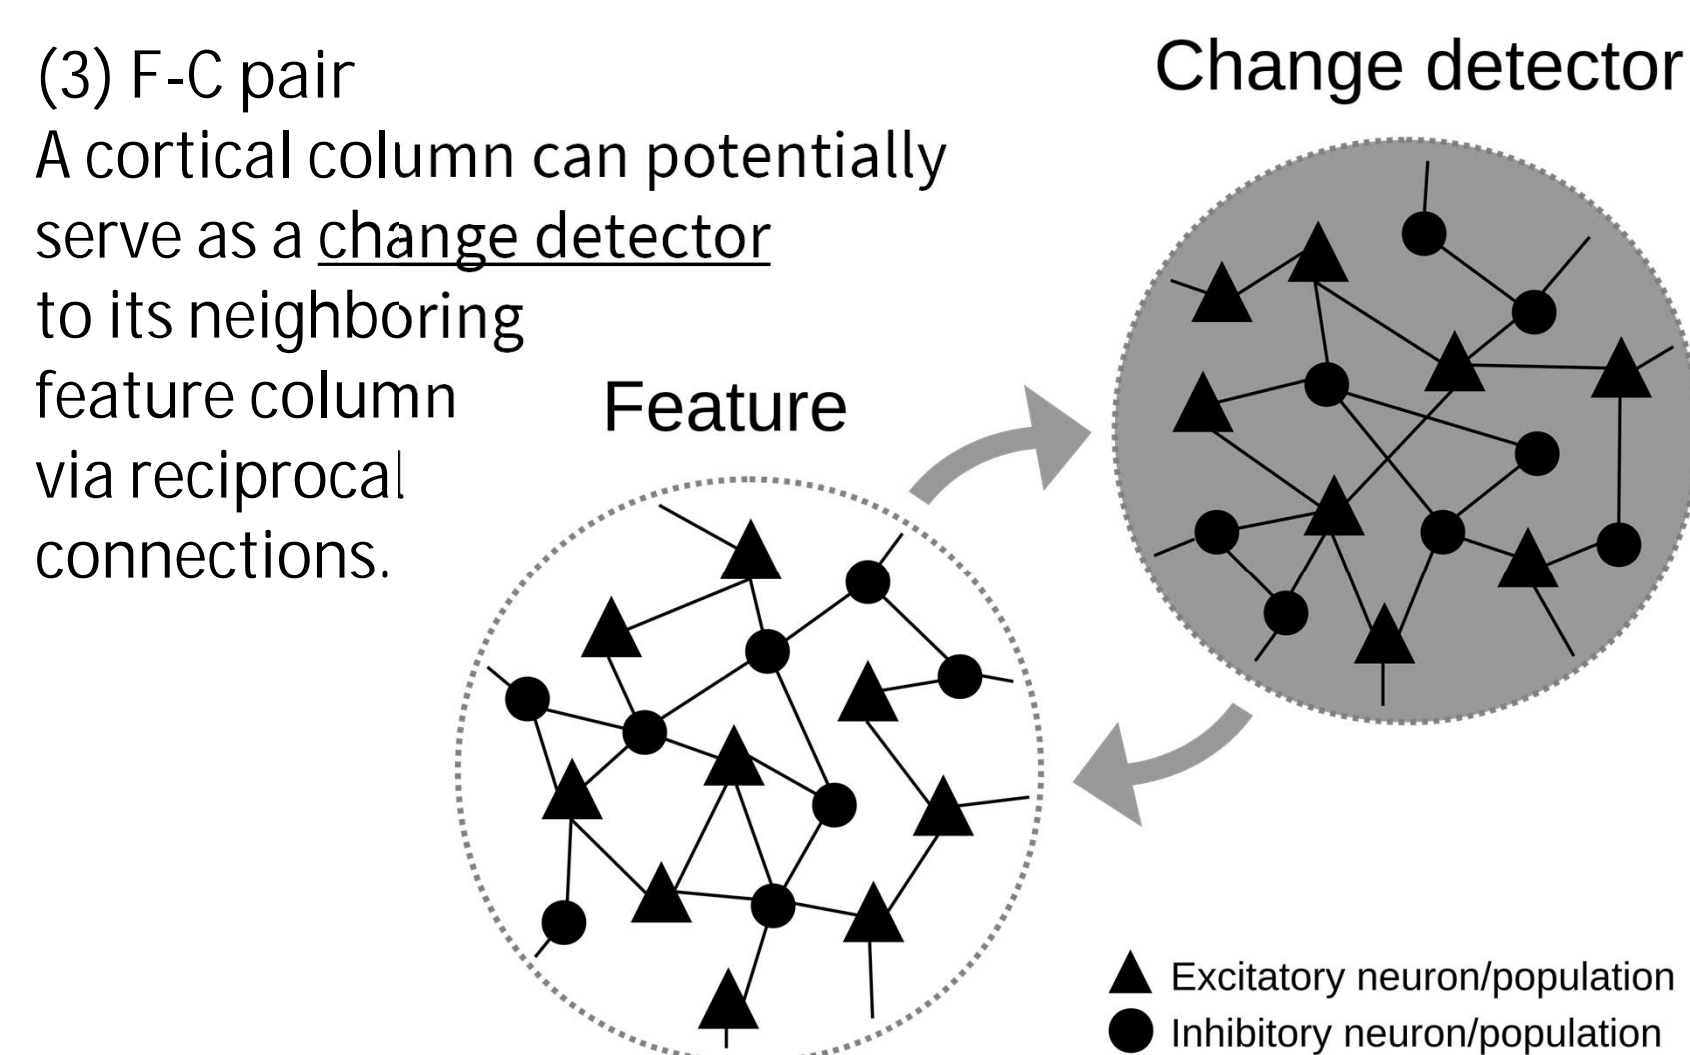 (3) F-C pair
A cortical column can potentially
serve as a change detector
to its neighboring
feature column
via reciprocal
connections.
Change detector
Feature
Excitatory neuron/population
Inhibitory neuron/population